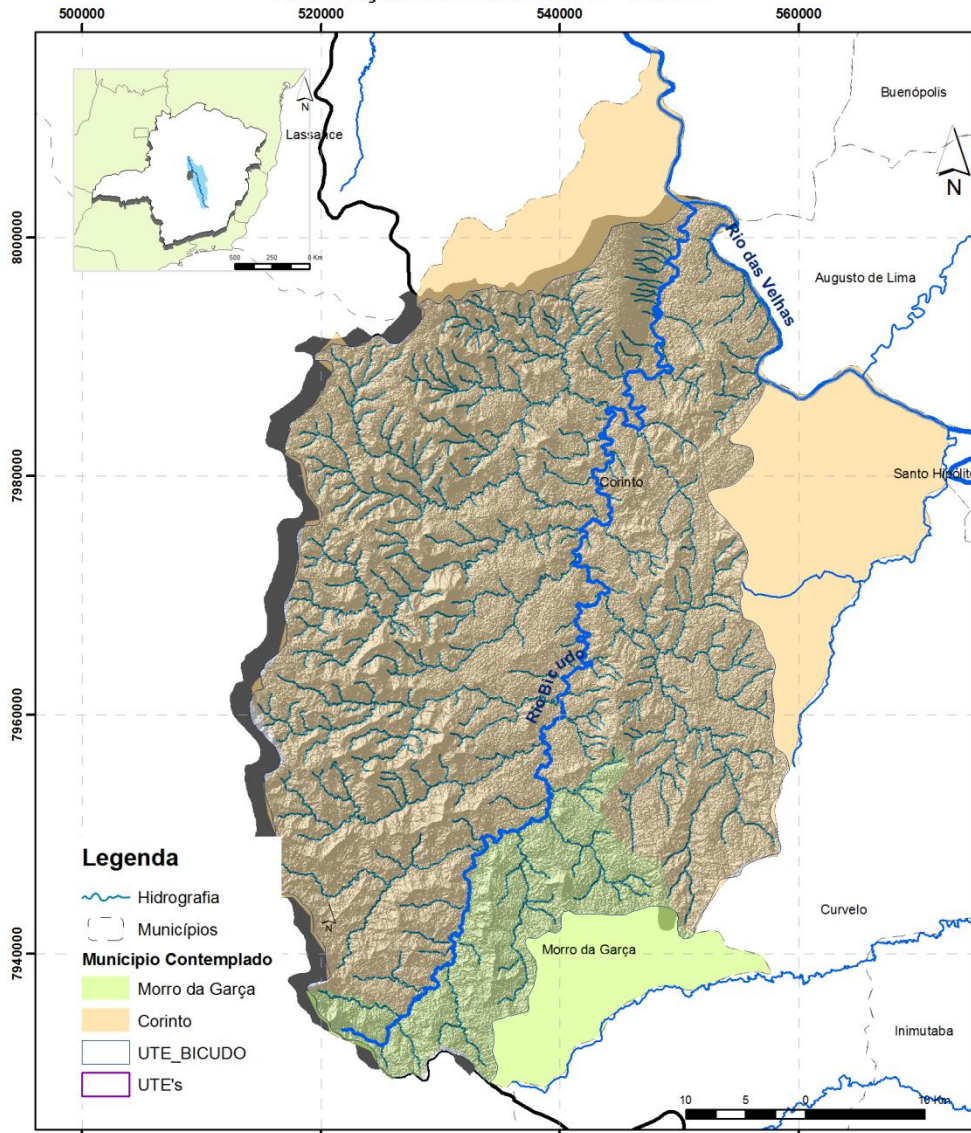 500000 520000 540000 560000
N
Lassance
500 250 0 Km
Buenópolis
N
8000000
Rio das Velhas
Augusto de Lima
7980000
Corinto
Santo Hipólito
Rio Bicudo
7960000
Legenda
Hidrografia
Municípios
Munícipio Contemplado
Morro da Garça
Corinto
UTE_BICUDO
UTE's
N
7940000
Morro da Garça
Curvelo
Inimutaba
10 5 0 10 Km